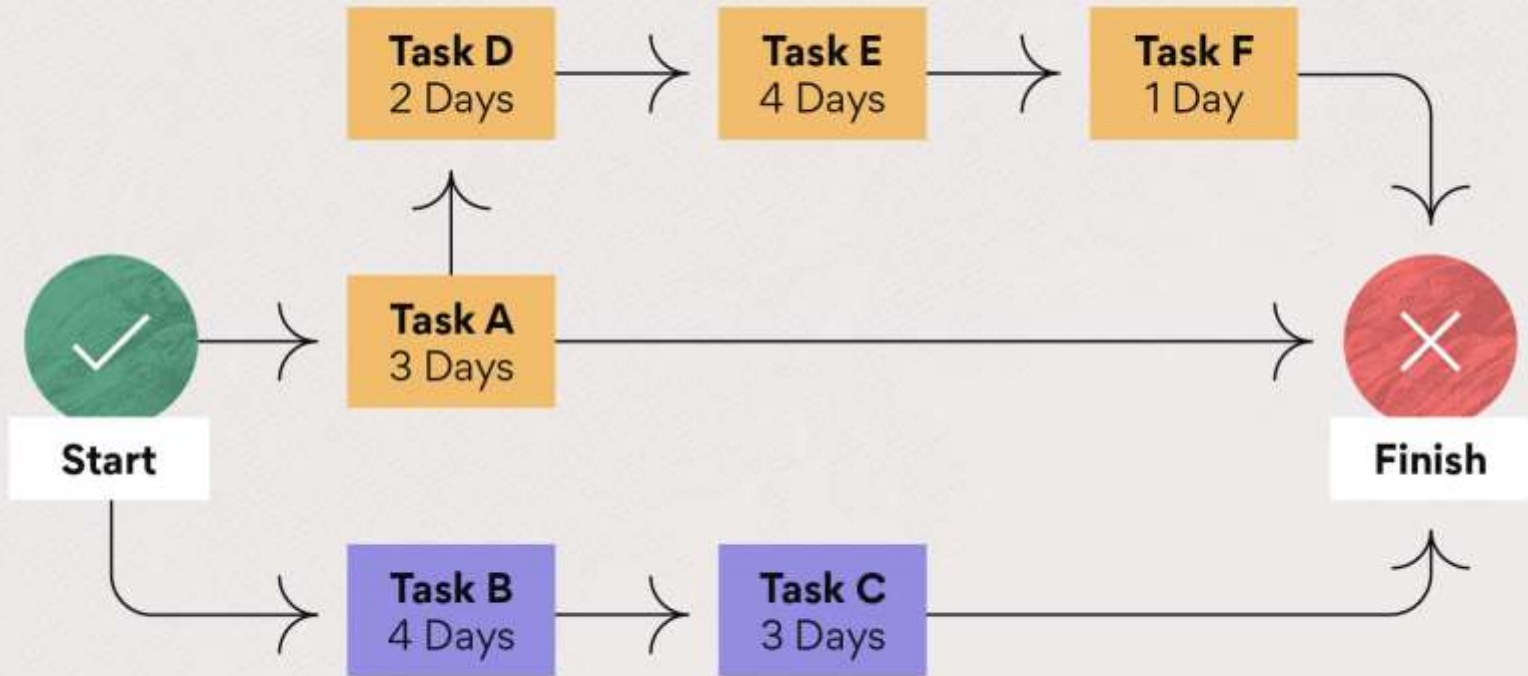 Task D
2 Days
Task E
4 Days
Task F
1 Day
Task A
3 Days
Start
Finish
Task B
4 Days
Task C
3 Days